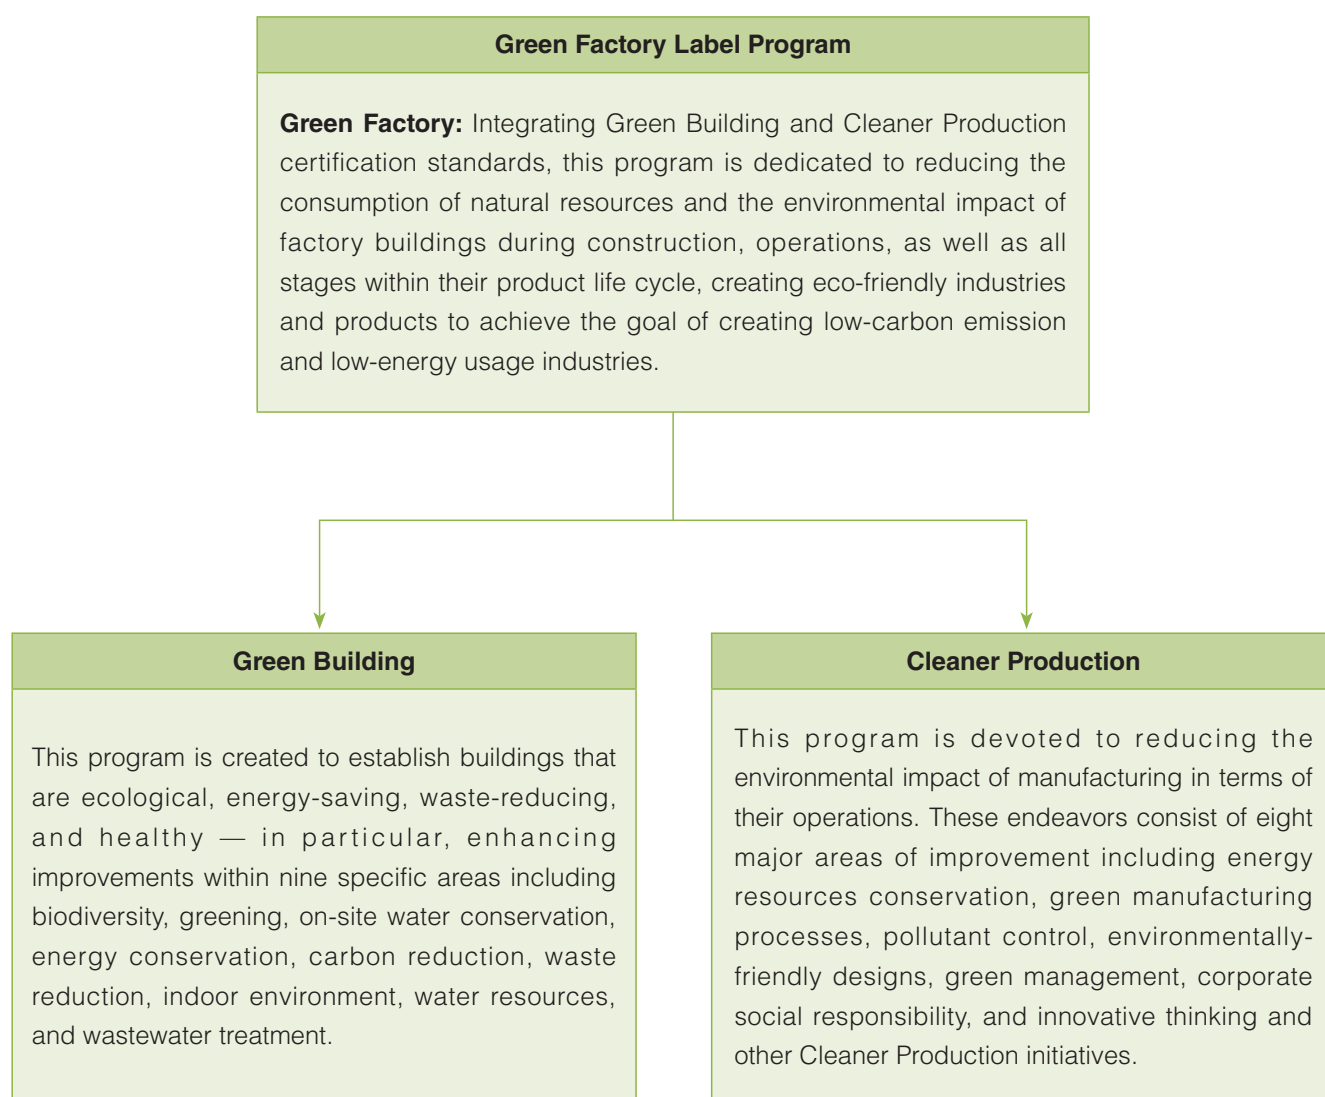 Green Factory Label Program
Green Factory: Integrating Green Building and Cleaner Production
certification standards, this program is dedicated to reducing the
consumption of natural resources and the environmental impact of
factory buildings during construction, operations, as well as all
stages within their product life cycle, creating eco-friendly industries
and products to achieve the goal of creating low-carbon emission
and low-energy usage industries.
Green Building
This program is created to establish buildings that
are ecological, energy-saving, waste-reducing,
and healthy — in particular, enhancing
improvements within nine specific areas including
biodiversity, greening, on-site water conservation,
energy conservation, carbon reduction, waste
reduction, indoor environment, water resources,
and wastewater treatment.
Cleaner Production
This program is devoted to reducing the
environmental impact of manufacturing in terms of
their operations. These endeavors consist of eight
major areas of improvement including energy
resources conservation, green manufacturing
processes, pollutant control, environmentally-
friendly designs, green management, corporate
social responsibility, and innovative thinking and
other Cleaner Production initiatives.